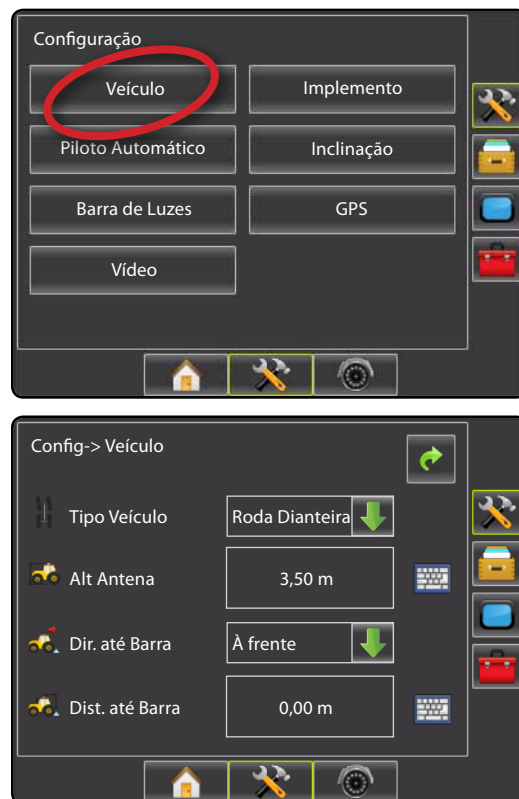 Configuração
Veículo Implemento
Piloto Automático Inclinação
Barra de Luzes GPS
Vídeo
Config-> Veículo
Tipo Veículo Roda Dianteira
Alt Antena 3,50 m
Dir. até Barra À frente
Dist. até Barra 0,00 m